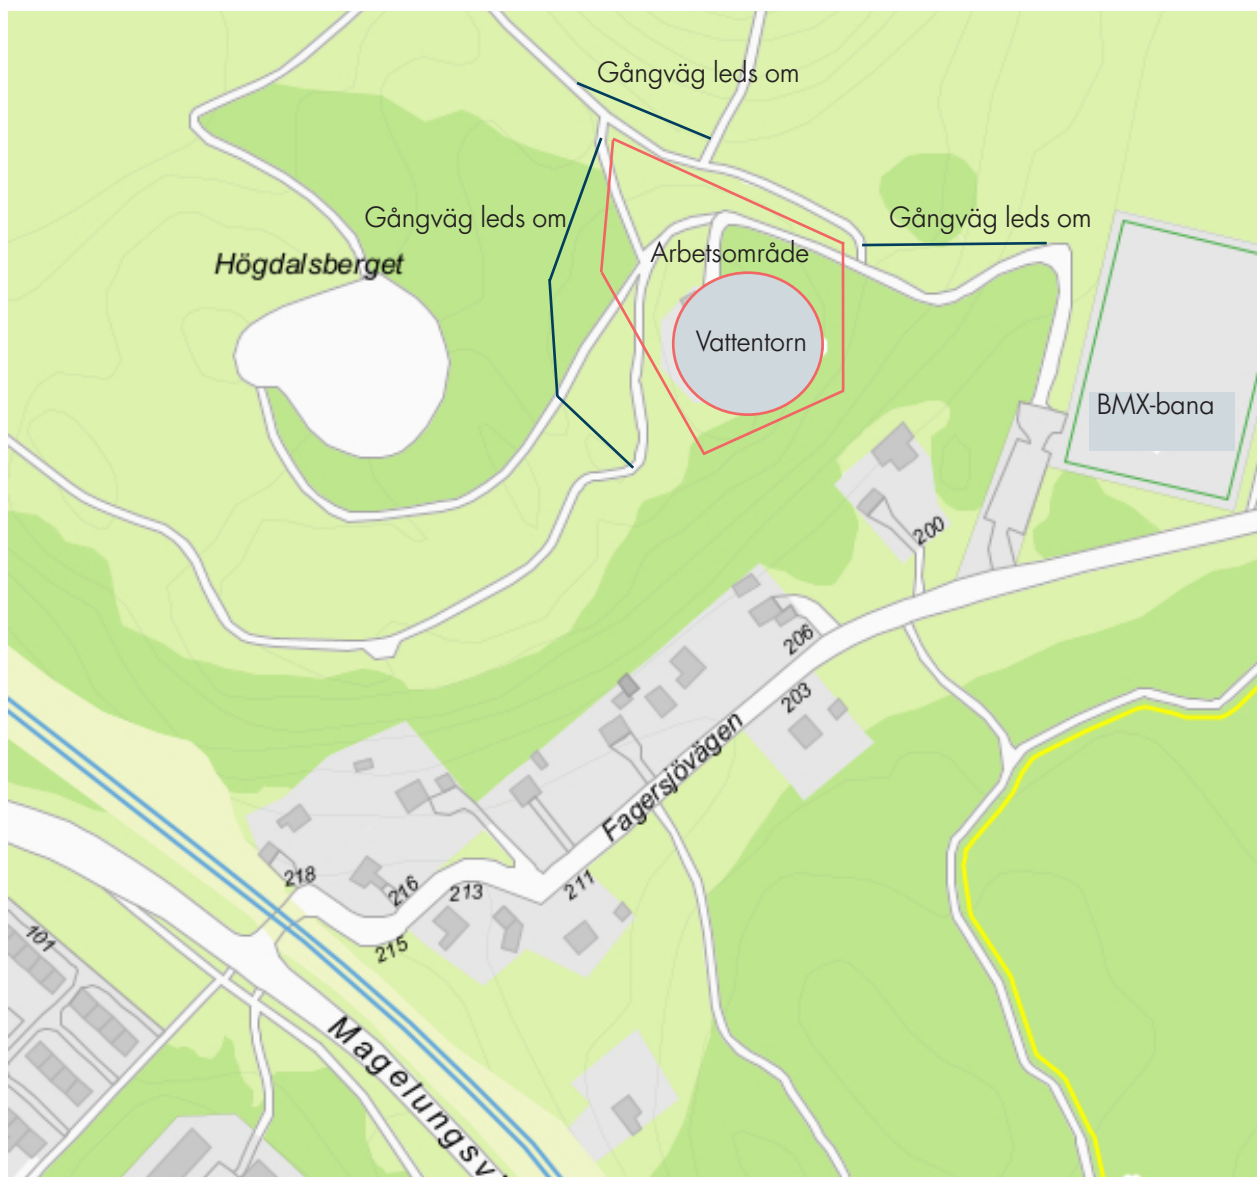 Gångväg leds om
Gångväg leds om
Gångväg leds om
Arbetsområde
Högdalsberget
Vattentorn
BMX-bana
200
206
203
Fagersjövägen
218
216
213
211
215
101
Magelungsv